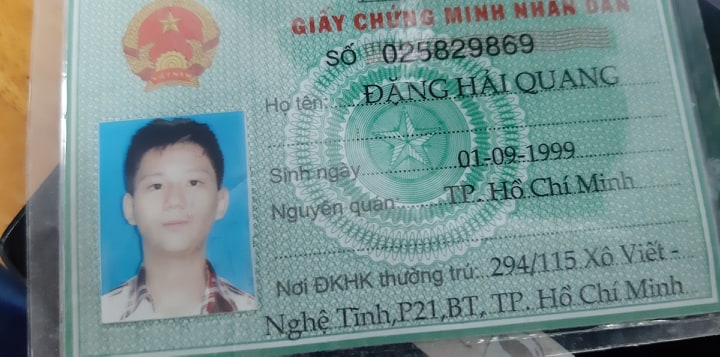 GIẤY CHỨNG MINH NHÂN DÂN
SỐ 025829869
Họ tên: ĐẶNG HẢI QUANG
Sinh ngày 01-09-1999
Nguyên quán: TP. Hồ Chí Minh
Nơi ĐKHK thường trú: 294/115 Xô Viết -
Nghệ Tĩnh,P21,BT, TP. Hồ Chí Minh